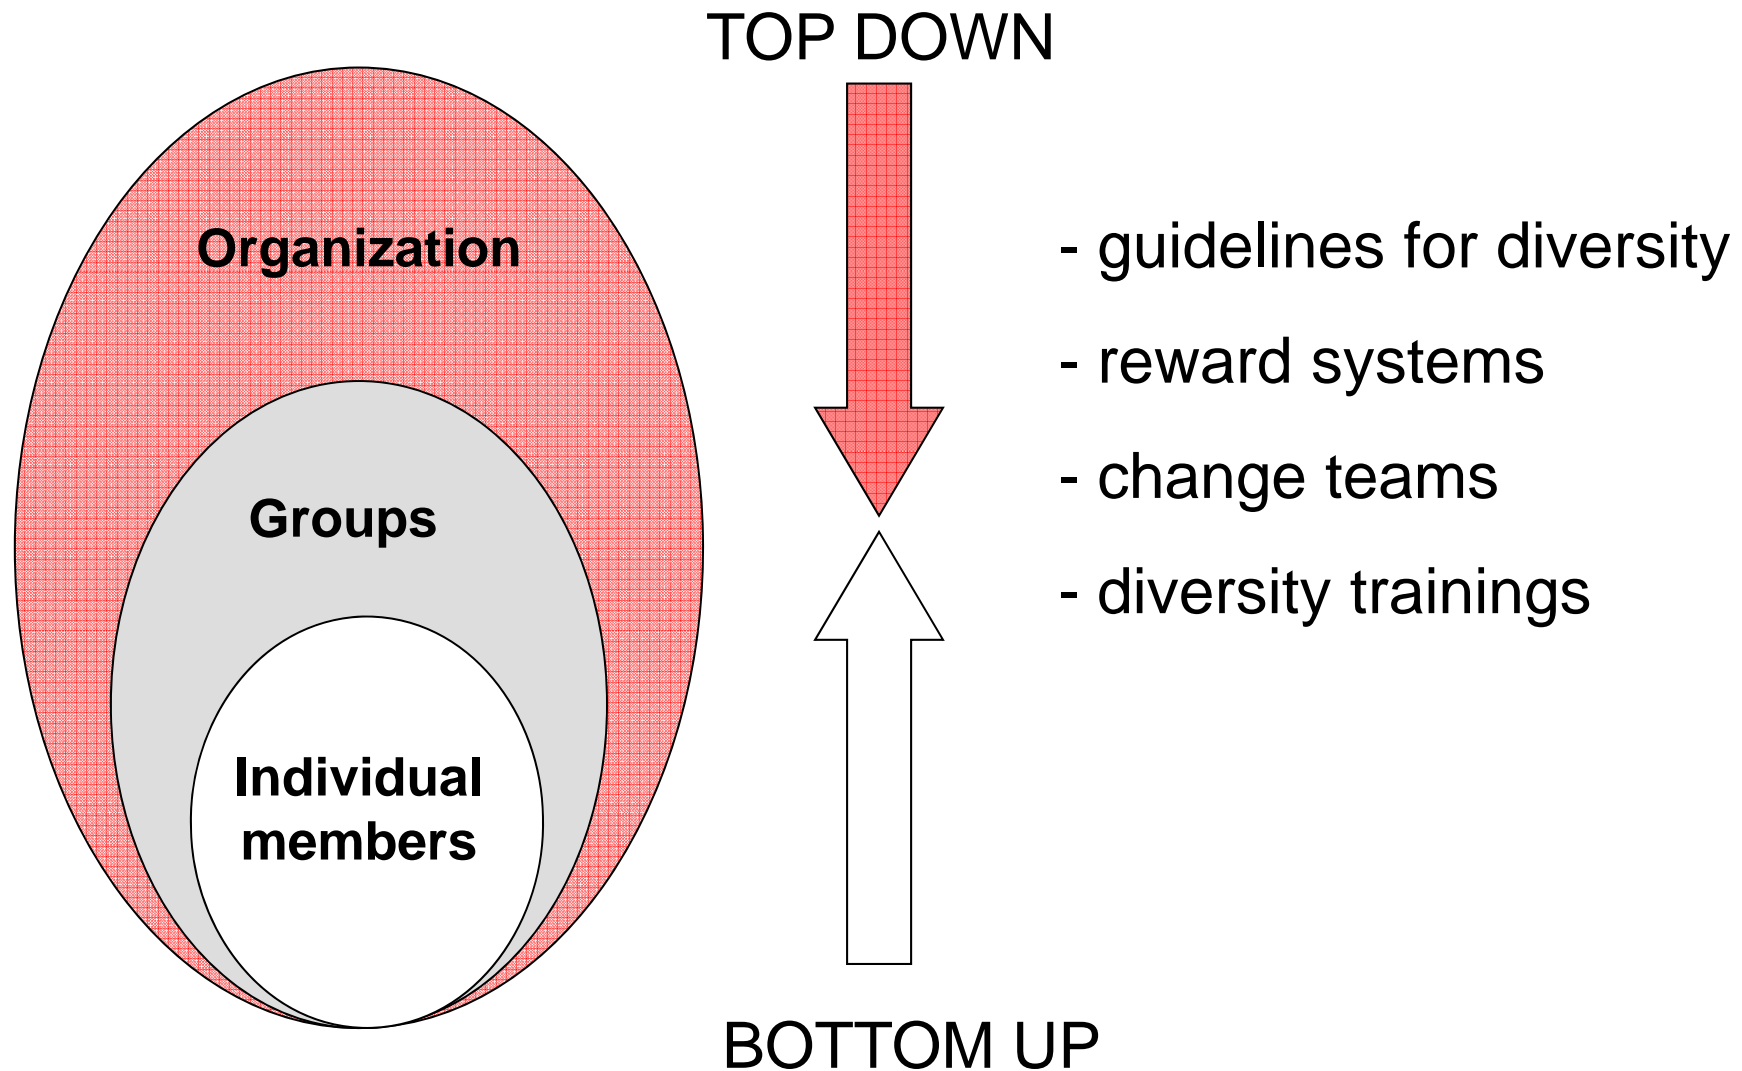 TOP DOWN
Organization
- guidelines for diversity
- reward systems
- change teams
Groups
- diversity trainings
Individual
members
BOTTOM UP